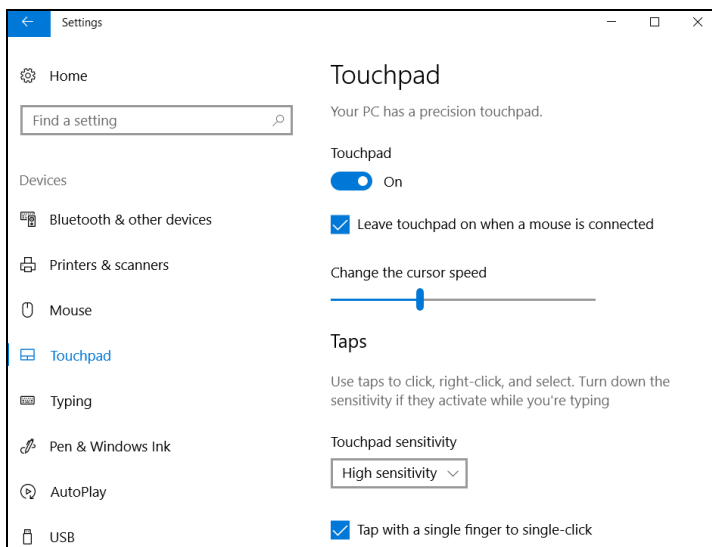 Settings
Home
Find a setting
Devices
Bluetooth & other devices
Printers & scanners
Mouse
Touchpad
Typing
Pen & Windows Ink
AutoPlay
USB
Touchpad
Your PC has a precision touchpad.
Touchpad
On
Leave touchpad on when a mouse is connected
Change the cursor speed
Taps
Use taps to click, right-click, and select. Turn down the
sensitivity if they activate while you're typing
Touchpad sensitivity
High sensitivity
Tap with a single finger to single-click